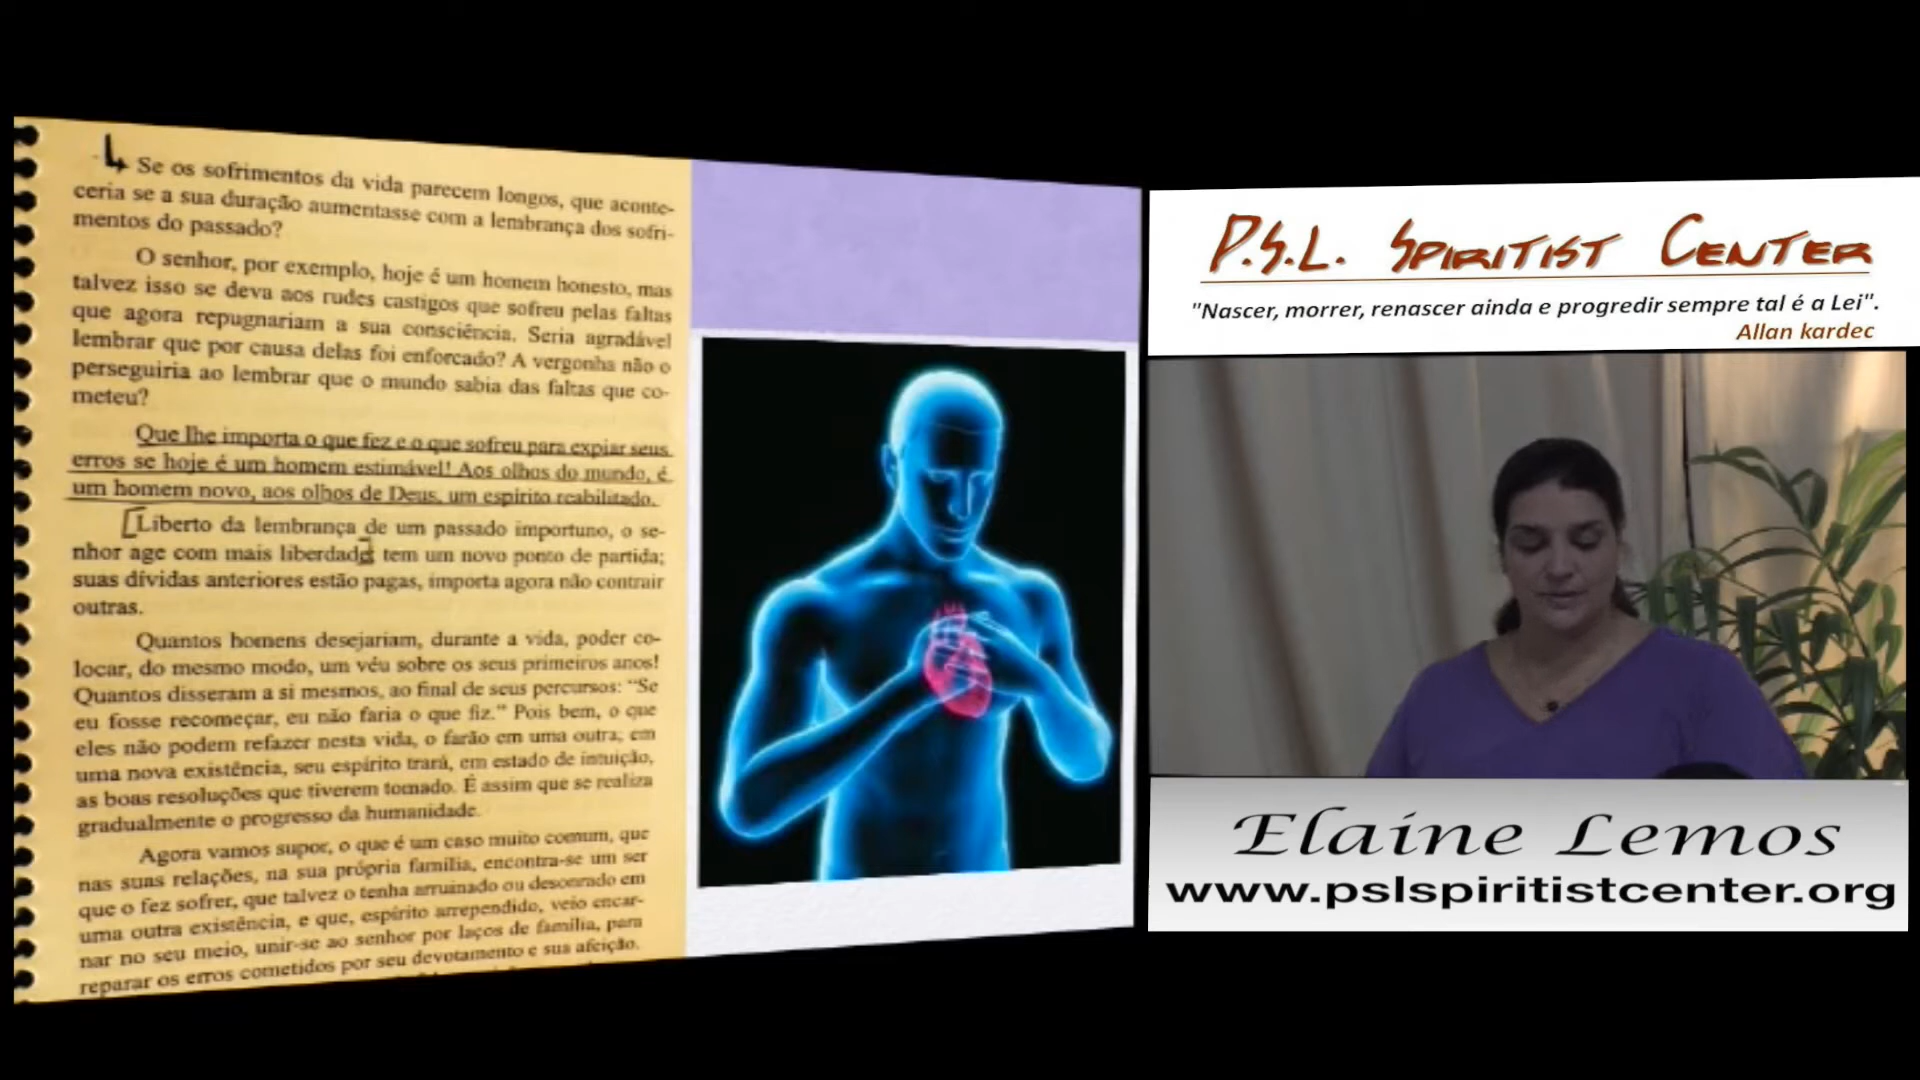 Se os sofrimentos da vida parecem longos, que aconte-
ceria se a sua duração aumentasse com a lembrança dos sofri-
mentos do passado?
O senhor, por exemplo, hoje é um homem honesto, mas
talvez isso se deva aos rudes castigos que sofreu pelas faltas
que agora repugnariam a sua consciência. Seria agradável
lembrar que por causa delas foi enforcado? A vergonha não o
perseguiria ao lembrar que o mundo sabia das faltas que co-
meteu?
Que lhe importa o que fez e o que sofreu para expiar seus
erros se hoje é um homem estimável! Aos olhos do mundo, é
um homem novo, aos olhos de Deus, um espírito reabilitado.
[Liberto da lembrança de um passado importuno, o se-
nhor age com mais liberdade] tem um novo ponto de partida;
suas dívidas anteriores estão pagas, importa agora não contrair
outras.
Quantos homens desejariam, durante a vida, poder co-
locar, do mesmo modo, um véu sobre os seus primeiros anos!
Quantos disseram a si mesmos, ao final de seus percursos: “Se
eu fosse recomeçar, eu não faria o que fiz.” Pois bem, o que
eles não podem refazer nesta vida, o farão em uma outra; em
uma nova existência, seu espírito trará, em estado de intuição,
as boas resoluções que tiverem tomado. É assim que se realiza
gradualmente o progresso da humanidade.
Agora vamos supor, o que é um caso muito comum, que
nas suas relações, na sua própria família, encontra-se um ser
que o fez sofrer, que talvez o tenha arruinado ou desonrado em
uma outra existência, e que, espírito arrependido, veio encar-
nar no seu meio, unir-se ao senhor por laços de família, para
reparar os erros cometidos por seu devotamento e sua afeição.
P.S.L. Spiritist Center
"Nascer, morrer, renascer ainda e progredir sempre tal é a Lei".
Allan kardec
Elaine Lemos
www.pslspiritistcenter.org